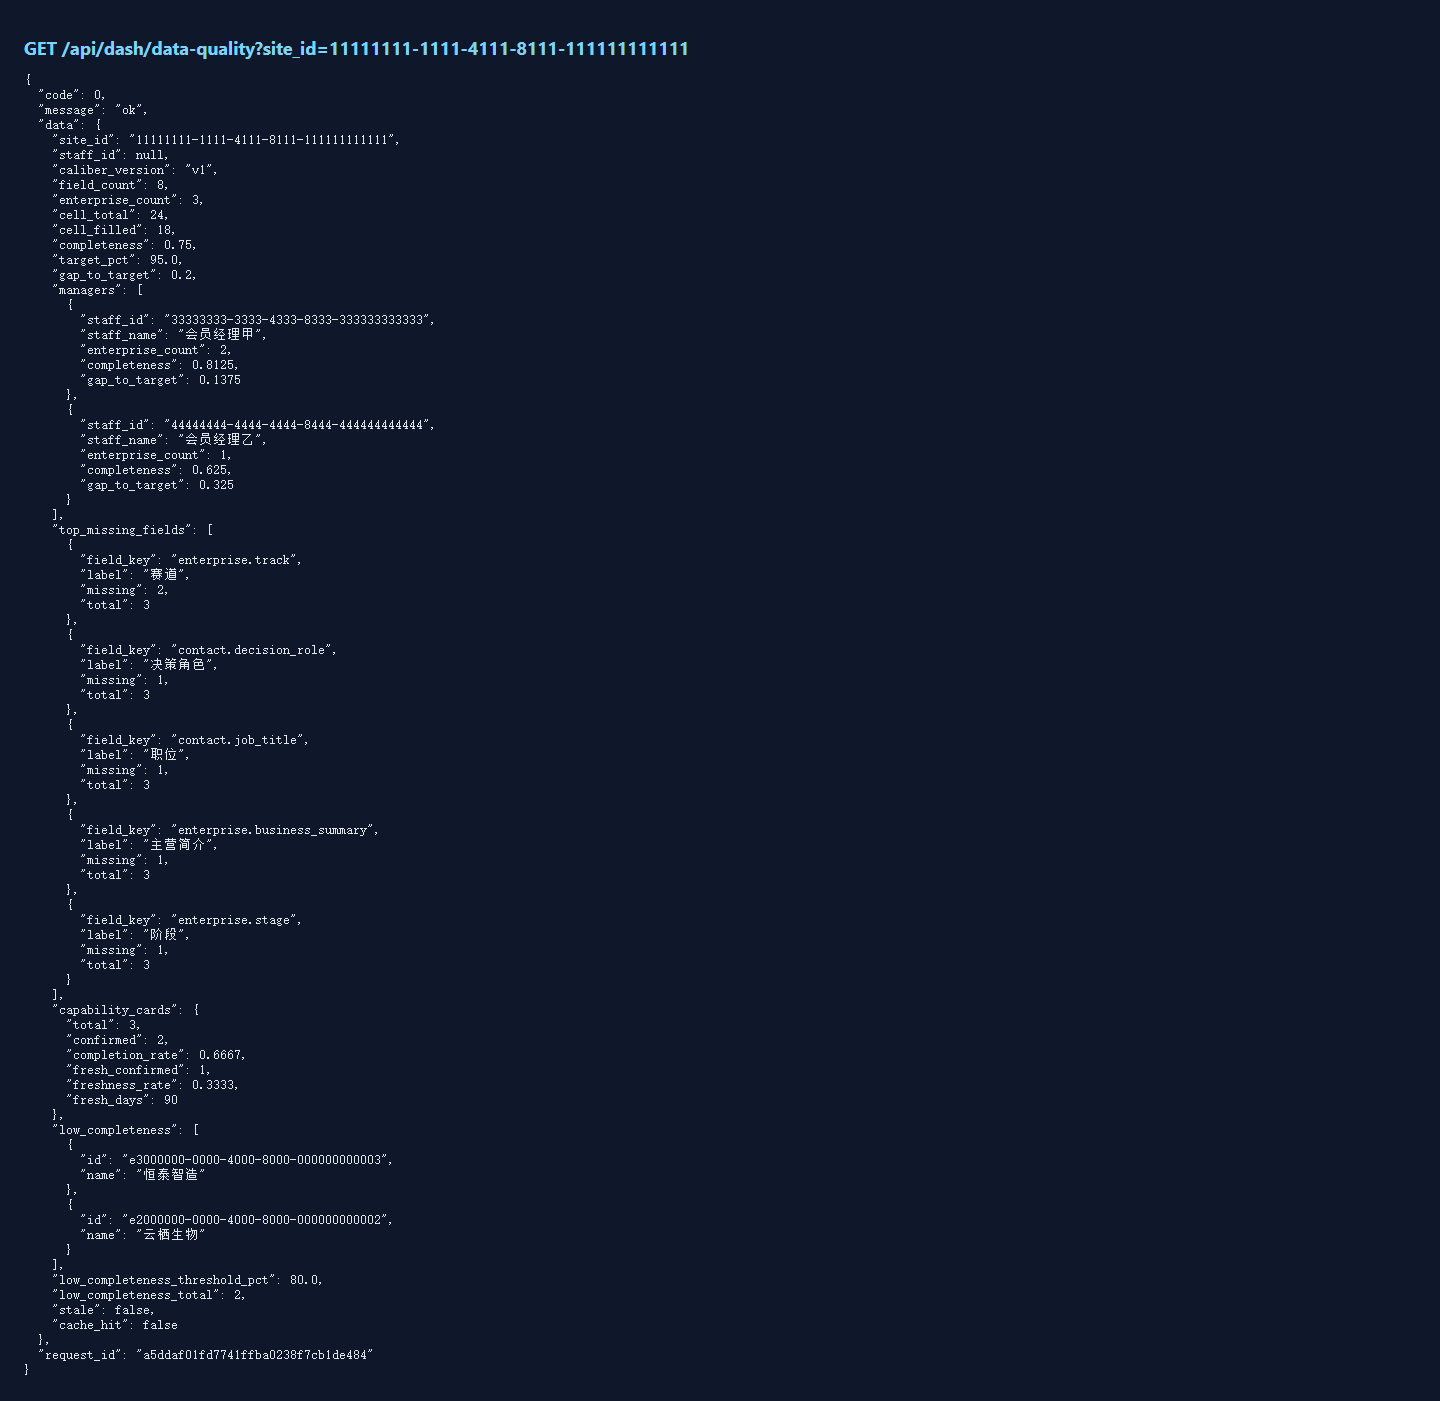 GET /api/dash/data-quality?site_id=11111111-1111-4111-8111-111111111111
{
"code": 0,
"message": "ok",
"data": {
"site_id": "11111111-1111-4111-8111-111111111111",
"staff_id": null,
"caliber_version": "v1",
"field_count": 8,
"enterprise_count": 3,
"cell_total": 24,
"cell_filled": 18,
"completeness": 0.75,
"target_pct": 95.0,
"gap_to_target": 0.2,
"managers": [
{
"staff_id": "33333333-3333-4333-8333-333333333333",
"staff_name": "会员经理甲",
"enterprise_count": 2,
"completeness": 0.8125,
"gap_to_target": 0.1375
},
{
"staff_id": "44444444-4444-4444-8444-444444444444",
"staff_name": "会员经理乙",
"enterprise_count": 1,
"completeness": 0.625,
"gap_to_target": 0.325
}
],
"top_missing_fields": [
{
"field_key": "enterprise.track",
"label": "赛道",
"missing": 2,
"total": 3
},
{
"field_key": "contact.decision_role",
"label": "决策角色",
"missing": 1,
"total": 3
},
{
"field_key": "contact.job_title",
"label": "职位",
"missing": 1,
"total": 3
},
{
"field_key": "enterprise.business_summary",
"label": "主营简介",
"missing": 1,
"total": 3
},
{
"field_key": "enterprise.stage",
"label": "阶段",
"missing": 1,
"total": 3
}
],
"capability_cards": {
"total": 3,
"confirmed": 2,
"completion_rate": 0.6667,
"fresh_confirmed": 1,
"freshness_rate": 0.3333,
"fresh_days": 90
},
"low_completeness": [
{
"id": "e3000000-0000-4000-8000-000000000003",
"name": "恒泰智造"
},
{
"id": "e2000000-0000-4000-8000-000000000002",
"name": "云栖生物"
}
],
"low_completeness_threshold_pct": 80.0,
"low_completeness_total": 2,
"stale": false,
"cache_hit": false
},
"request_id": "a5ddaf01fd7741ffba0238f7cb1de484"
}